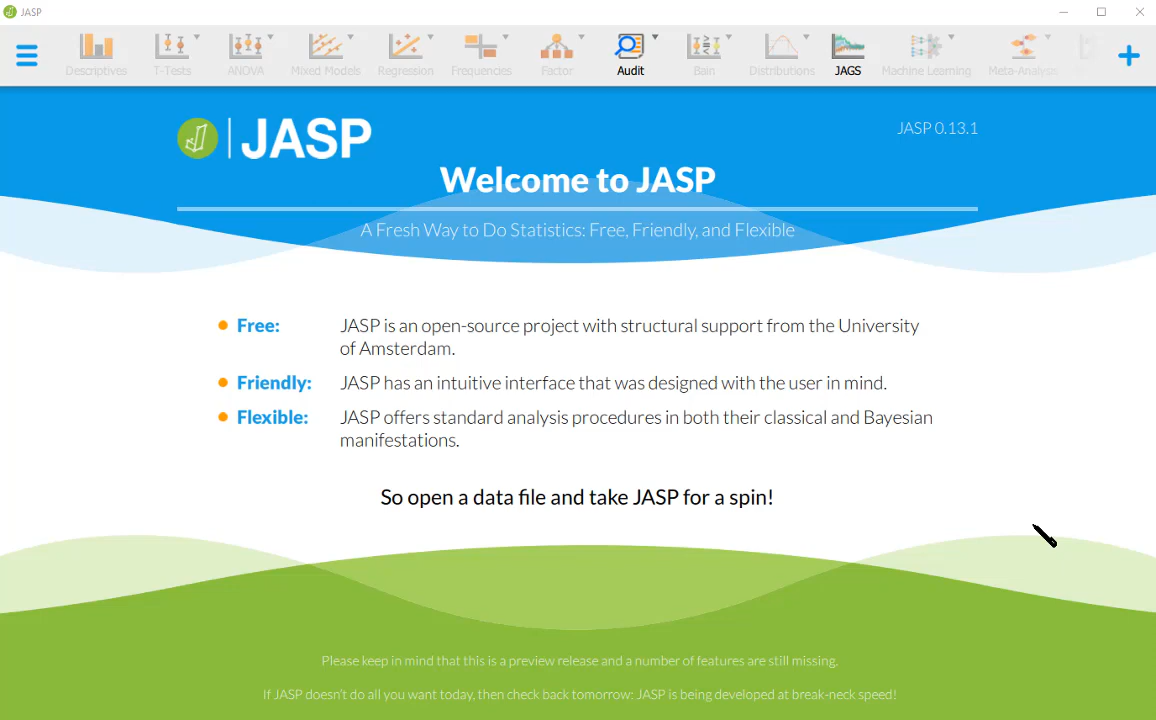 JASP
Descriptives
T-Tests
ANOVA
Mixed Models
Regression
Frequencies
Factor
Audit
Bain
Distributions
JAGS
Machine Learning
Meta-Analysis
JASP
JASP 0.13.1
Welcome to JASP
A Fresh Way to Do Statistics: Free, Friendly, and Flexible
Free: JASP is an open-source project with structural support from the University
of Amsterdam.
Friendly: JASP has an intuitive interface that was designed with the user in mind.
Flexible: JASP offers standard analysis procedures in both their classical and Bayesian
manifestations.
So open a data file and take JASP for a spin!
Please keep in mind that this is a preview release and a number of features are still missing.
If JASP doesn't do all you want today, then check back tomorrow: JASP is being developed at break-neck speed!